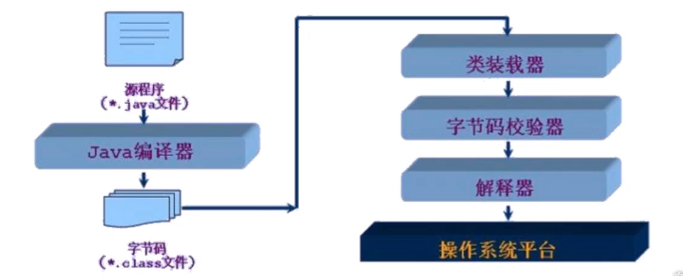 源程序
(*.java文件)
Java编译器
字节码
(*.class文件)
类装载器
字节码校验器
解释器
操作系统平台